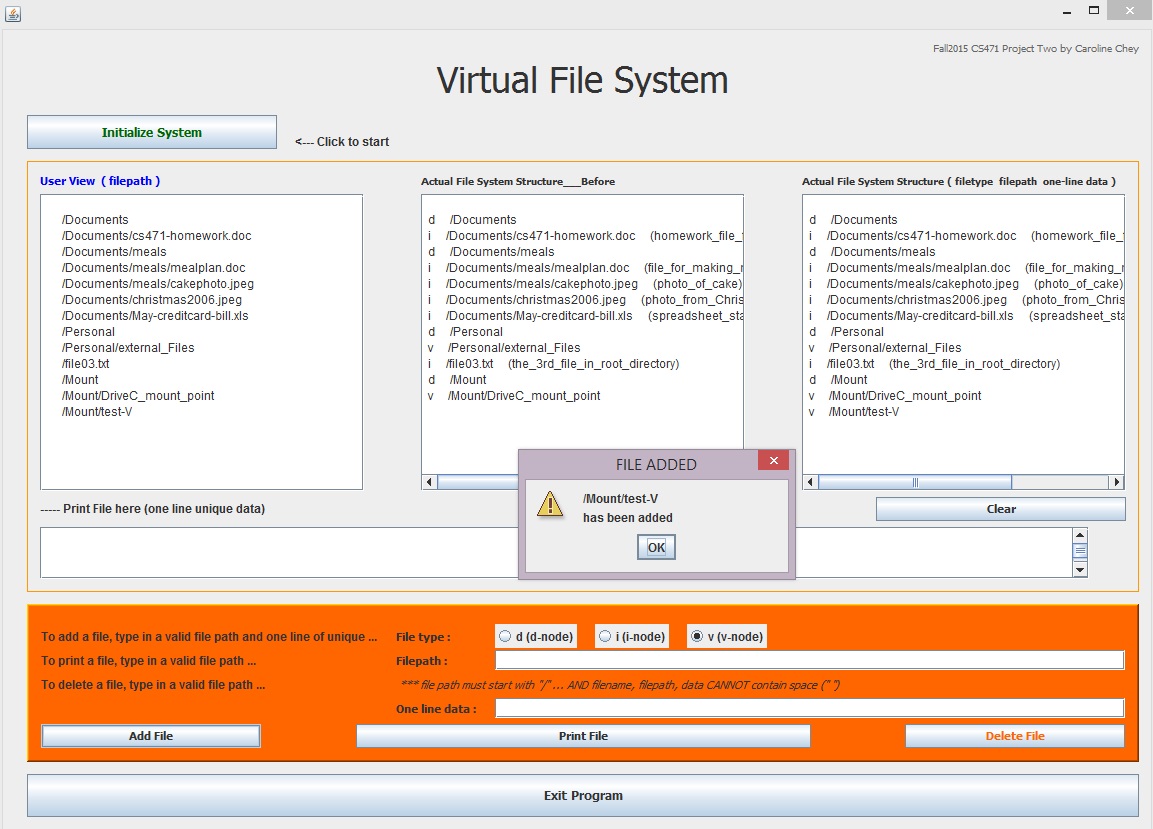 Fall2015 CS471 Project Two by Caroline Chey
Virtual File System
Initialize System
<--- Click to start
User View ( filepath )
/Documents
/Documents/cs471-homework.doc
/Documents/meals
/Documents/meals/mealplan.doc
/Documents/meals/cakephoto.jpeg
/Documents/christmas2006.jpeg
/Documents/May-creditcard-bill.xls
/Personal
/Personal/external_Files
/file03.txt
/Mount
/Mount/DriveC_mount_point
/Mount/test-V
Actual File System Structure___Before
d /Documents
i /Documents/cs471-homework.doc (homework_file_
d /Documents/meals
i /Documents/meals/mealplan.doc (file_for_making_
i /Documents/meals/cakephoto.jpeg (photo_of_cake)
i /Documents/christmas2006.jpeg (photo_from_Chris
i /Documents/May-creditcard-bill.xls (spreadsheet_sta
d /Personal
v /Personal/external_Files
i /file03.txt (the_3rd_file_in_root_directory)
d /Mount
v /Mount/DriveC_mount_point
Actual File System Structure ( filetype filepath one-line data )
d /Documents
i /Documents/cs471-homework.doc (homework_file_
d /Documents/meals
i /Documents/meals/mealplan.doc (file_for_making_
i /Documents/meals/cakephoto.jpeg (photo_of_cake)
i /Documents/christmas2006.jpeg (photo_from_Chris
i /Documents/May-creditcard-bill.xls (spreadsheet_sta
d /Personal
v /Personal/external_Files
i /file03.txt (the_3rd_file_in_root_directory)
d /Mount
v /Mount/DriveC_mount_point
v /Mount/test-V
FILE ADDED
/Mount/test-V
has been added
OK
----- Print File here (one line unique data)
Clear
To add a file, type in a valid file path and one line of unique ...
File type :
d (d-node)
i (i-node)
v (v-node)
To print a file, type in a valid file path ...
Filepath :
To delete a file, type in a valid file path ...
*** file path must start with "/" ... AND filename, filepath, data CANNOT contain space (" ")
One line data :
Add File
Print File
Delete File
Exit Program